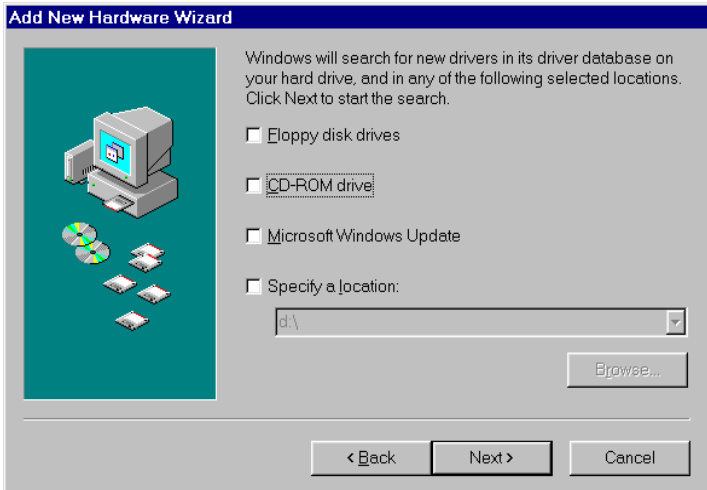 Add New Hardware Wizard
Windows will search for new drivers in its driver database on
your hard drive, and in any of the following selected locations.
Click Next to start the search.
Floppy disk drives
CD-ROM drive
Microsoft Windows Update
Specify a location:
d:\
Browse...
< Back Next > Cancel